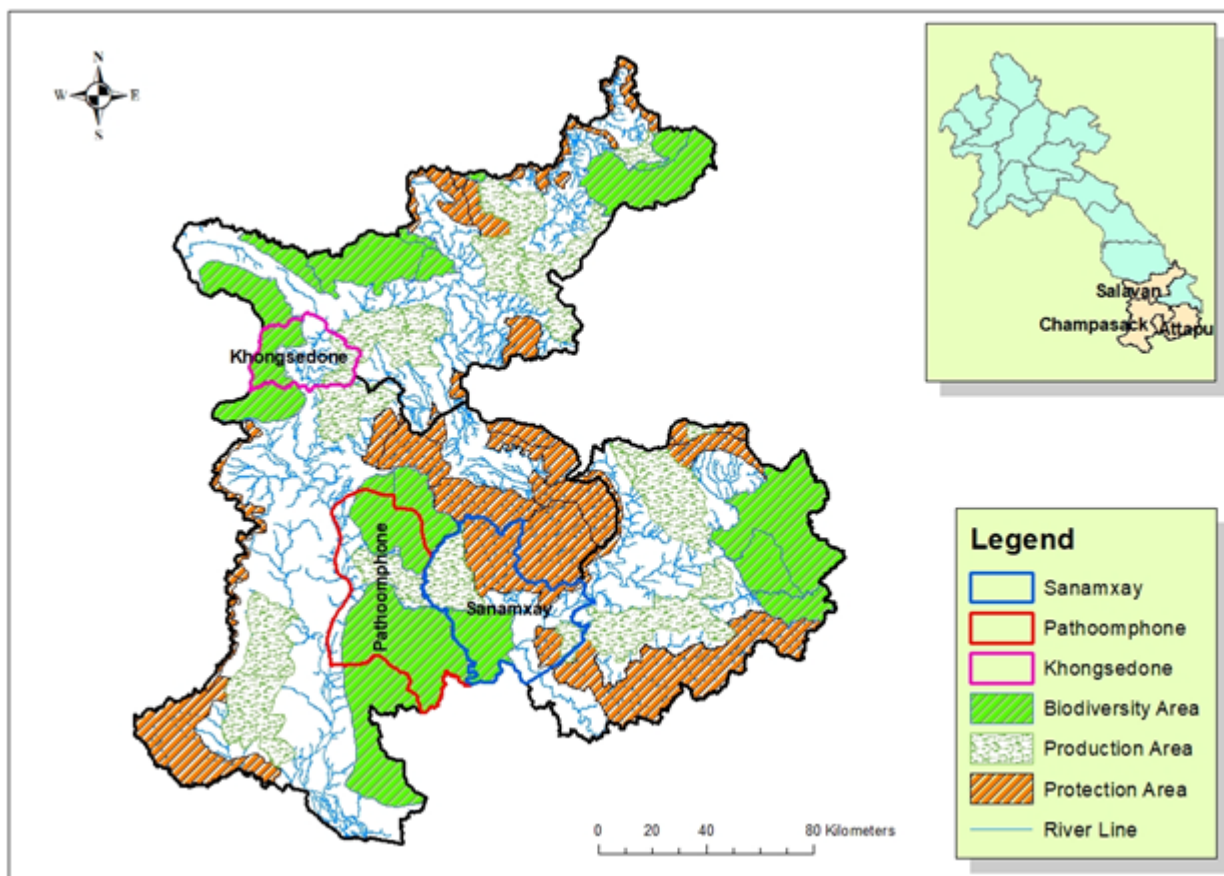 N
W E
S
Salavan
Champasack Attapu
Khongsedone
Pathoomphone
Sanamxay
Legend
Sanamxay
Pathoomphone
Khongsedone
Biodiversity Area
Production Area
Protection Area
River Line
0 20 40 80 Kilometers